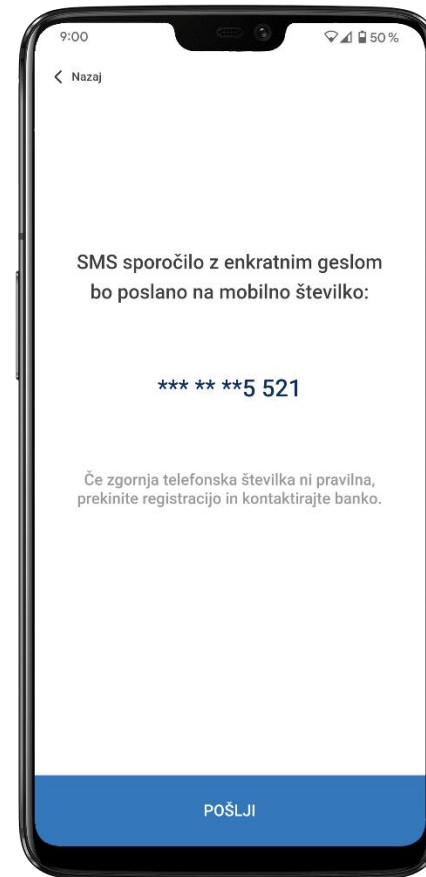 9:00
50 %
Nazaj
SMS sporočilo z enkratnim geslom
bo poslano na mobilno številko:
*** ** **5 521
Če zgornja telefonska številka ni pravilna,
prekinite registracijo in kontaktirajte banko.
POŠLJI